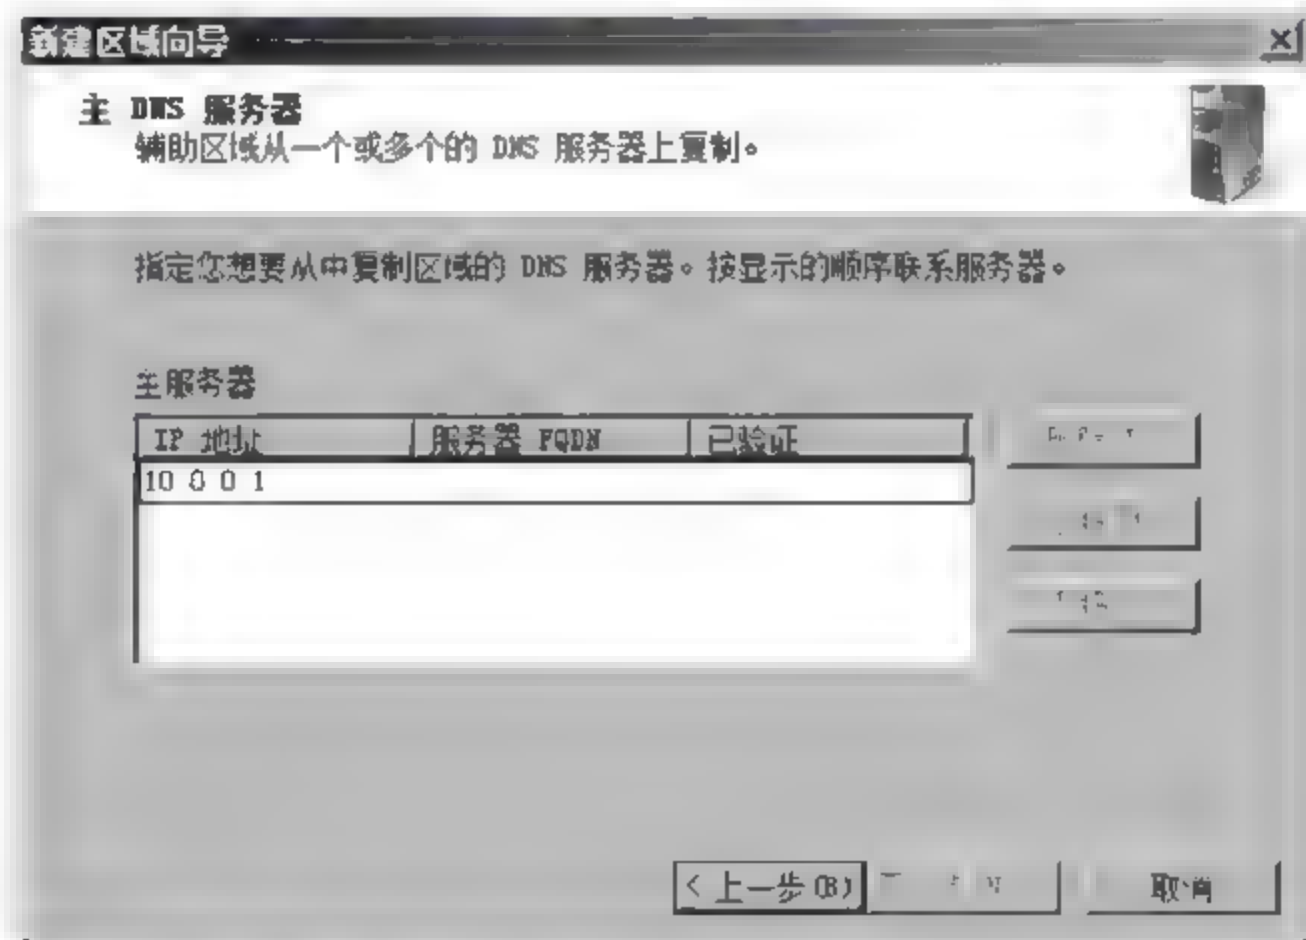 新建区域向导
主 DNS 服务器
辅助区域从一个或多个的 DNS 服务器上复制。
指定您想要从中复制区域的 DNS 服务器。按显示的顺序联系服务器。
主服务器
IP 地址 服务器 FQDN 已验证
10 0 0 1
< 上一步(B) 取消